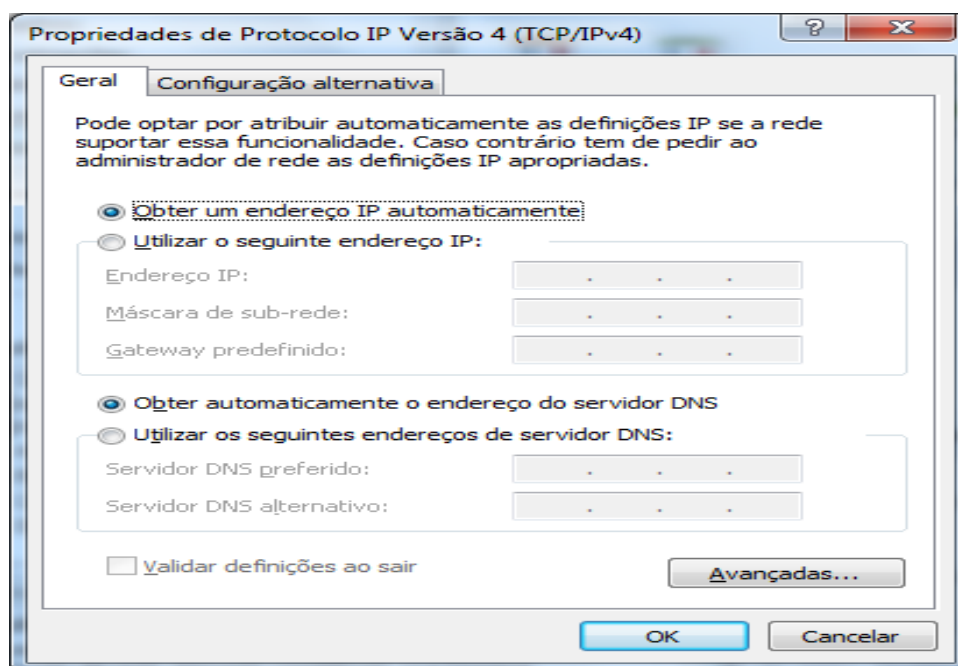 Propriedades de Protocolo IP Versão 4 (TCP/IPv4)
Geral
Configuração alternativa
Pode optar por atribuir automaticamente as definições IP se a rede
suportar essa funcionalidade. Caso contrário tem de pedir ao
administrador de rede as definições IP apropriadas.
Obter um endereço IP automaticamente
Utilizar o seguinte endereço IP:
Endereço IP:
Máscara de sub-rede:
Gateway predefinido:
Obter automaticamente o endereço do servidor DNS
Utilizar os seguintes endereços de servidor DNS:
Servidor DNS preferido:
Servidor DNS alternativo:
Validar definições ao sair
Avançadas...
OK
Cancelar